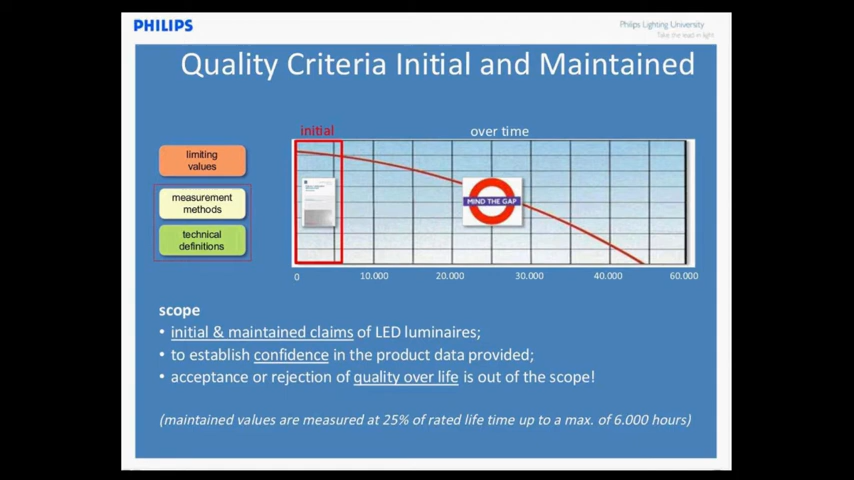 PHILIPS
Philips Lighting University
Take the lead in light
Quality Criteria Initial and Maintained
initial
over time
limiting
values
measurement
methods
technical
definitions
MIND THE GAP
0
10.000
20.000
30.000
40.000
60.000
scope
• initial & maintained claims of LED luminaires;
• to establish confidence in the product data provided;
• acceptance or rejection of quality over life is out of the scope!
(maintained values are measured at 25% of rated life time up to a max. of 6.000 hours)